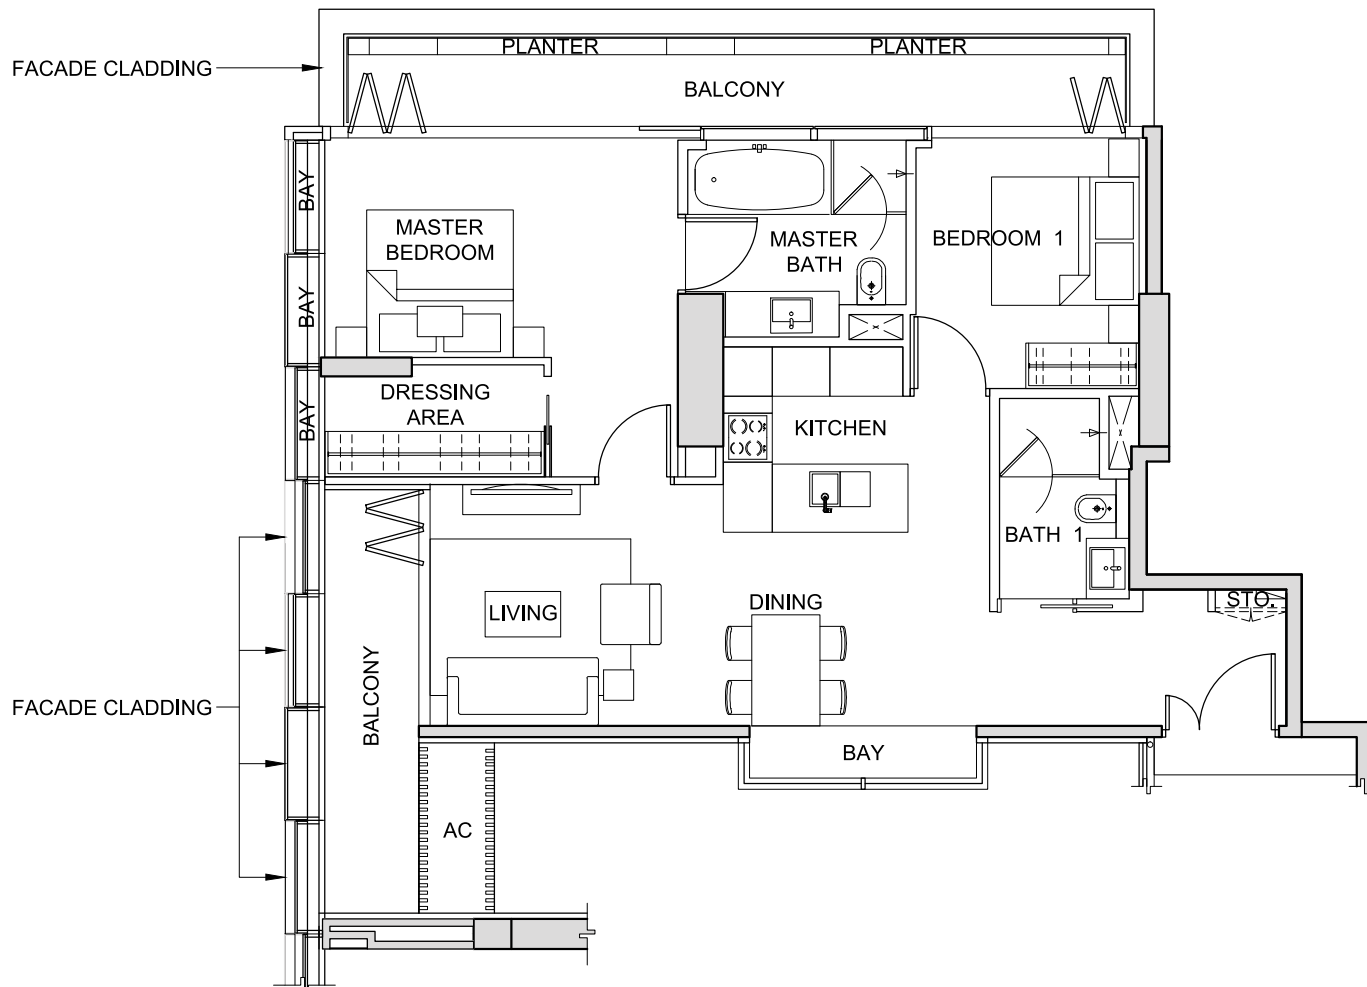 PLANTER
PLANTER
FACADE CLADDING
BALCONY
BAY
MASTER
BEDROOM
MASTER
BATH
BEDROOM 1
BAY
DRESSING
AREA
BAY
KITCHEN
BATH 1
LIVING
DINING
STO.
FACADE CLADDING
BALCONY
BAY
AC